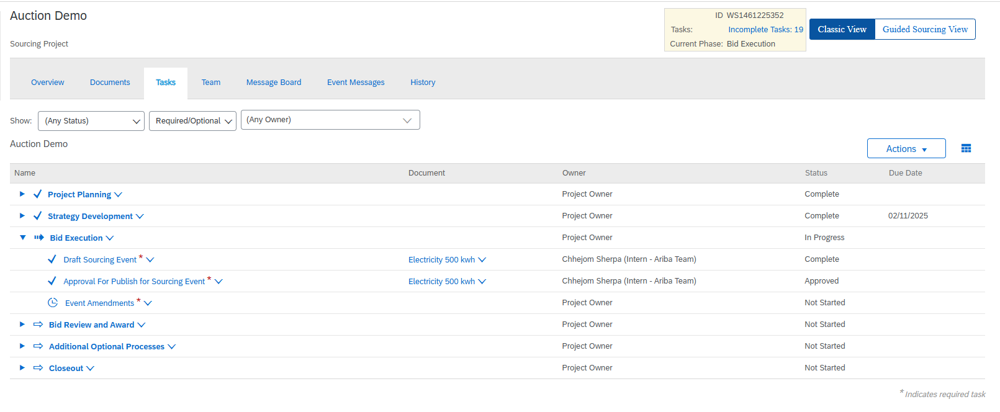 Auction Demo
ID WS1461225352
Tasks: Incomplete Tasks: 19
Current Phase: Bid Execution
Classic View Guided Sourcing View
Sourcing Project
Overview Documents Tasks Team Message Board Event Messages History
Show: (Any Status) Required/Optional (Any Owner)
Auction Demo
Actions
Name Document Owner Status Due Date
Project Planning Project Owner Complete
Strategy Development Project Owner Complete 02/11/2025
Bid Execution Project Owner In Progress
Draft Sourcing Event * Electricity 500 kwh Chhejom Sherpa (Intern - Ariba Team) Complete
Approval For Publish for Sourcing Event * Electricity 500 kwh Chhejom Sherpa (Intern - Ariba Team) Approved
Event Amendments * Project Owner Not Started
Bid Review and Award Project Owner Not Started
Additional Optional Processes Project Owner Not Started
Closeout Project Owner Not Started
* Indicates required task